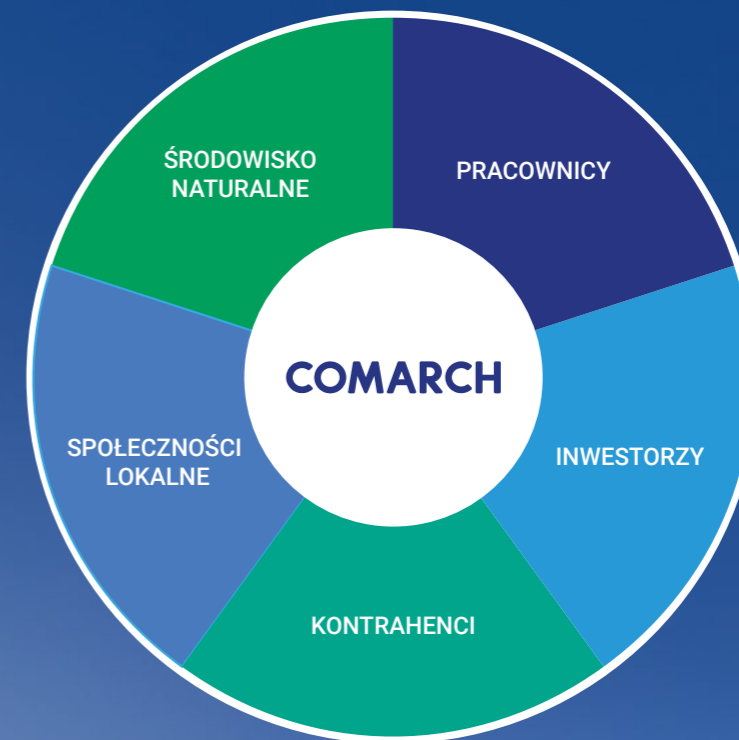 ŚRODOWISKO
NATURALNE
PRACOWNICY
COMARCH
SPOŁECZNOŚCI
LOKALNE
INWESTORZY
KONTRAHENCI